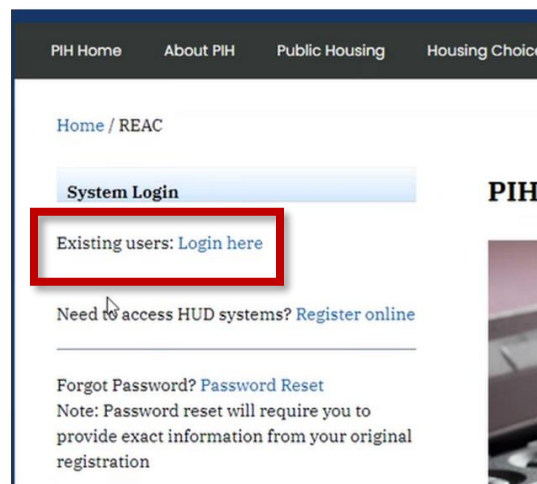 PIH Home About PIH Public Housing Housing Choice
Home / REAC
System Login
PIH
Existing users: Login here
Need to access HUD systems? Register online
Forgot Password? Password Reset
Note: Password reset will require you to
provide exact information from your original
registration